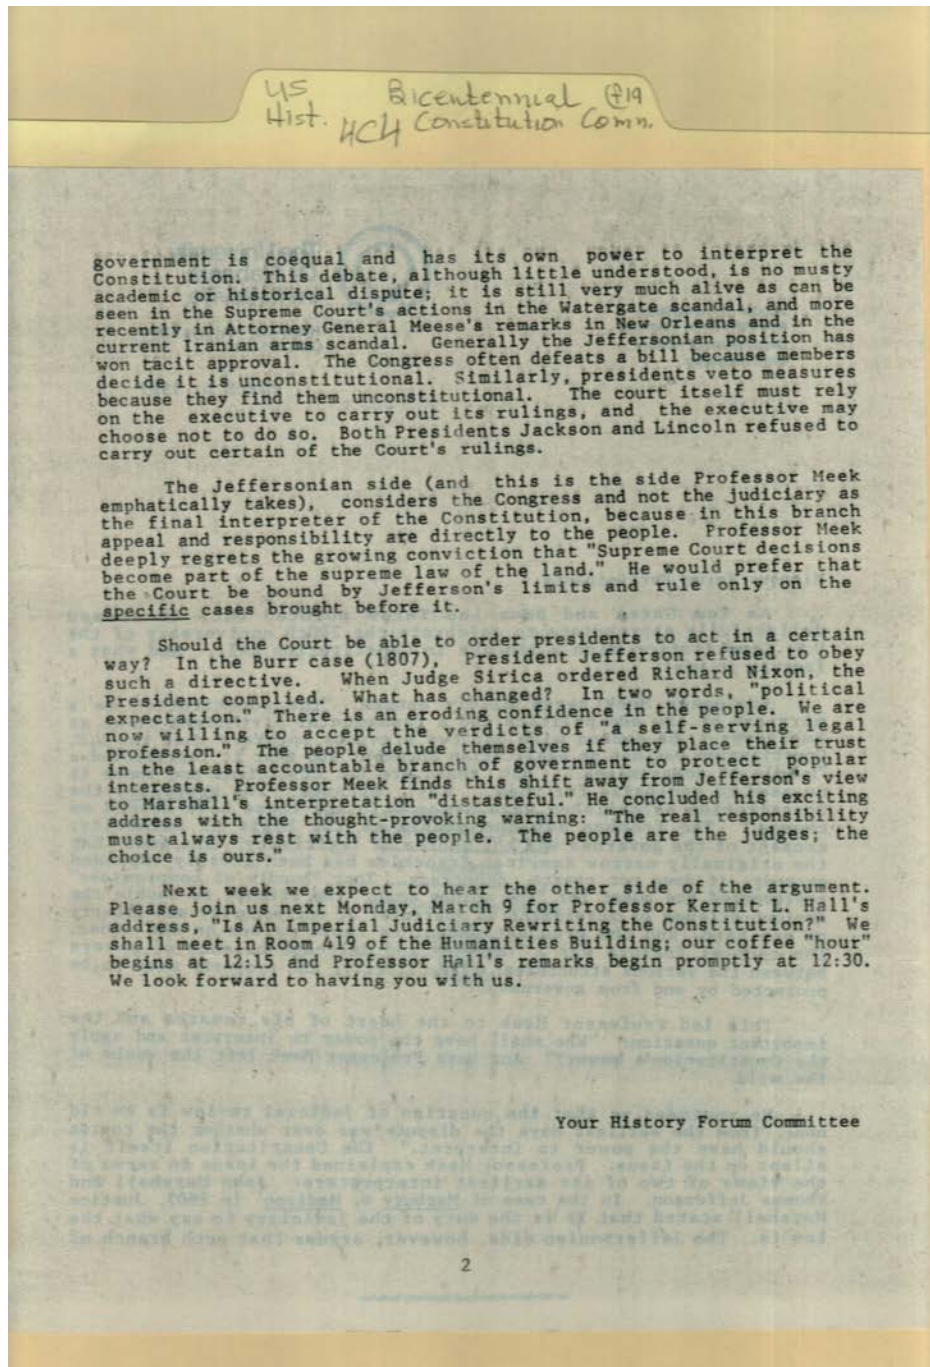 US Bicentennial @19
Hist. 4CH Constitution Comn.
government is coequal and has its own power to interpret the
Constitution. This debate, although little understood, is no musty
academic or historical dispute; it is still very much alive as can be
seen in the Supreme Court's actions in the Watergate scandal, and more
recently in Attorney General Meese's remarks in New Orleans and in the
current Iranian arms scandal. Generally the Jeffersonian position has
won tacit approval. The Congress often defeats a bill because members
decide it is unconstitutional. Similarly, presidents veto measures
because they find them unconstitutional. The court itself must rely
on the executive to carry out its rulings, and the executive may
choose not to do so. Both Presidents Jackson and Lincoln refused to
carry out certain of the Court's rulings.
The Jeffersonian side (and this is the side Professor Meek
emphatically takes), considers the Congress and not the judiciary as
the final interpreter of the Constitution, because in this branch
appeal and responsibility are directly to the people. Professor Meek
deeply regrets the growing conviction that "Supreme Court decisions
become part of the supreme law of the land." He would prefer that
the Court be bound by Jefferson's limits and rule only on the
specific cases brought before it.
Should the Court be able to order presidents to act in a certain
way? In the Burr case (1807), President Jefferson refused to obey
such a directive. When Judge Sirica ordered Richard Nixon, the
President complied. What has changed? In two words, "political
expectation." There is an eroding confidence in the people. We are
now willing to accept the verdicts of "a self-serving legal
profession." The people delude themselves if they place their trust
in the least accountable branch of government to protect popular
interests. Professor Meek finds this shift away from Jefferson's view
to Marshall's interpretation "distasteful." He concluded his exciting
address with the thought-provoking warning: "The real responsibility
must always rest with the people. The people are the judges; the
choice is ours."
Next week we expect to hear the other side of the argument.
Please join us next Monday, March 9 for Professor Kermit L. Hall's
address, "Is An Imperial Judiciary Rewriting the Constitution?" We
shall meet in Room 419 of the Humanities Building; our coffee "hour"
begins at 12:15 and Professor Hall's remarks begin promptly at 12:30.
We look forward to having you with us.
Your History Forum Committee
2